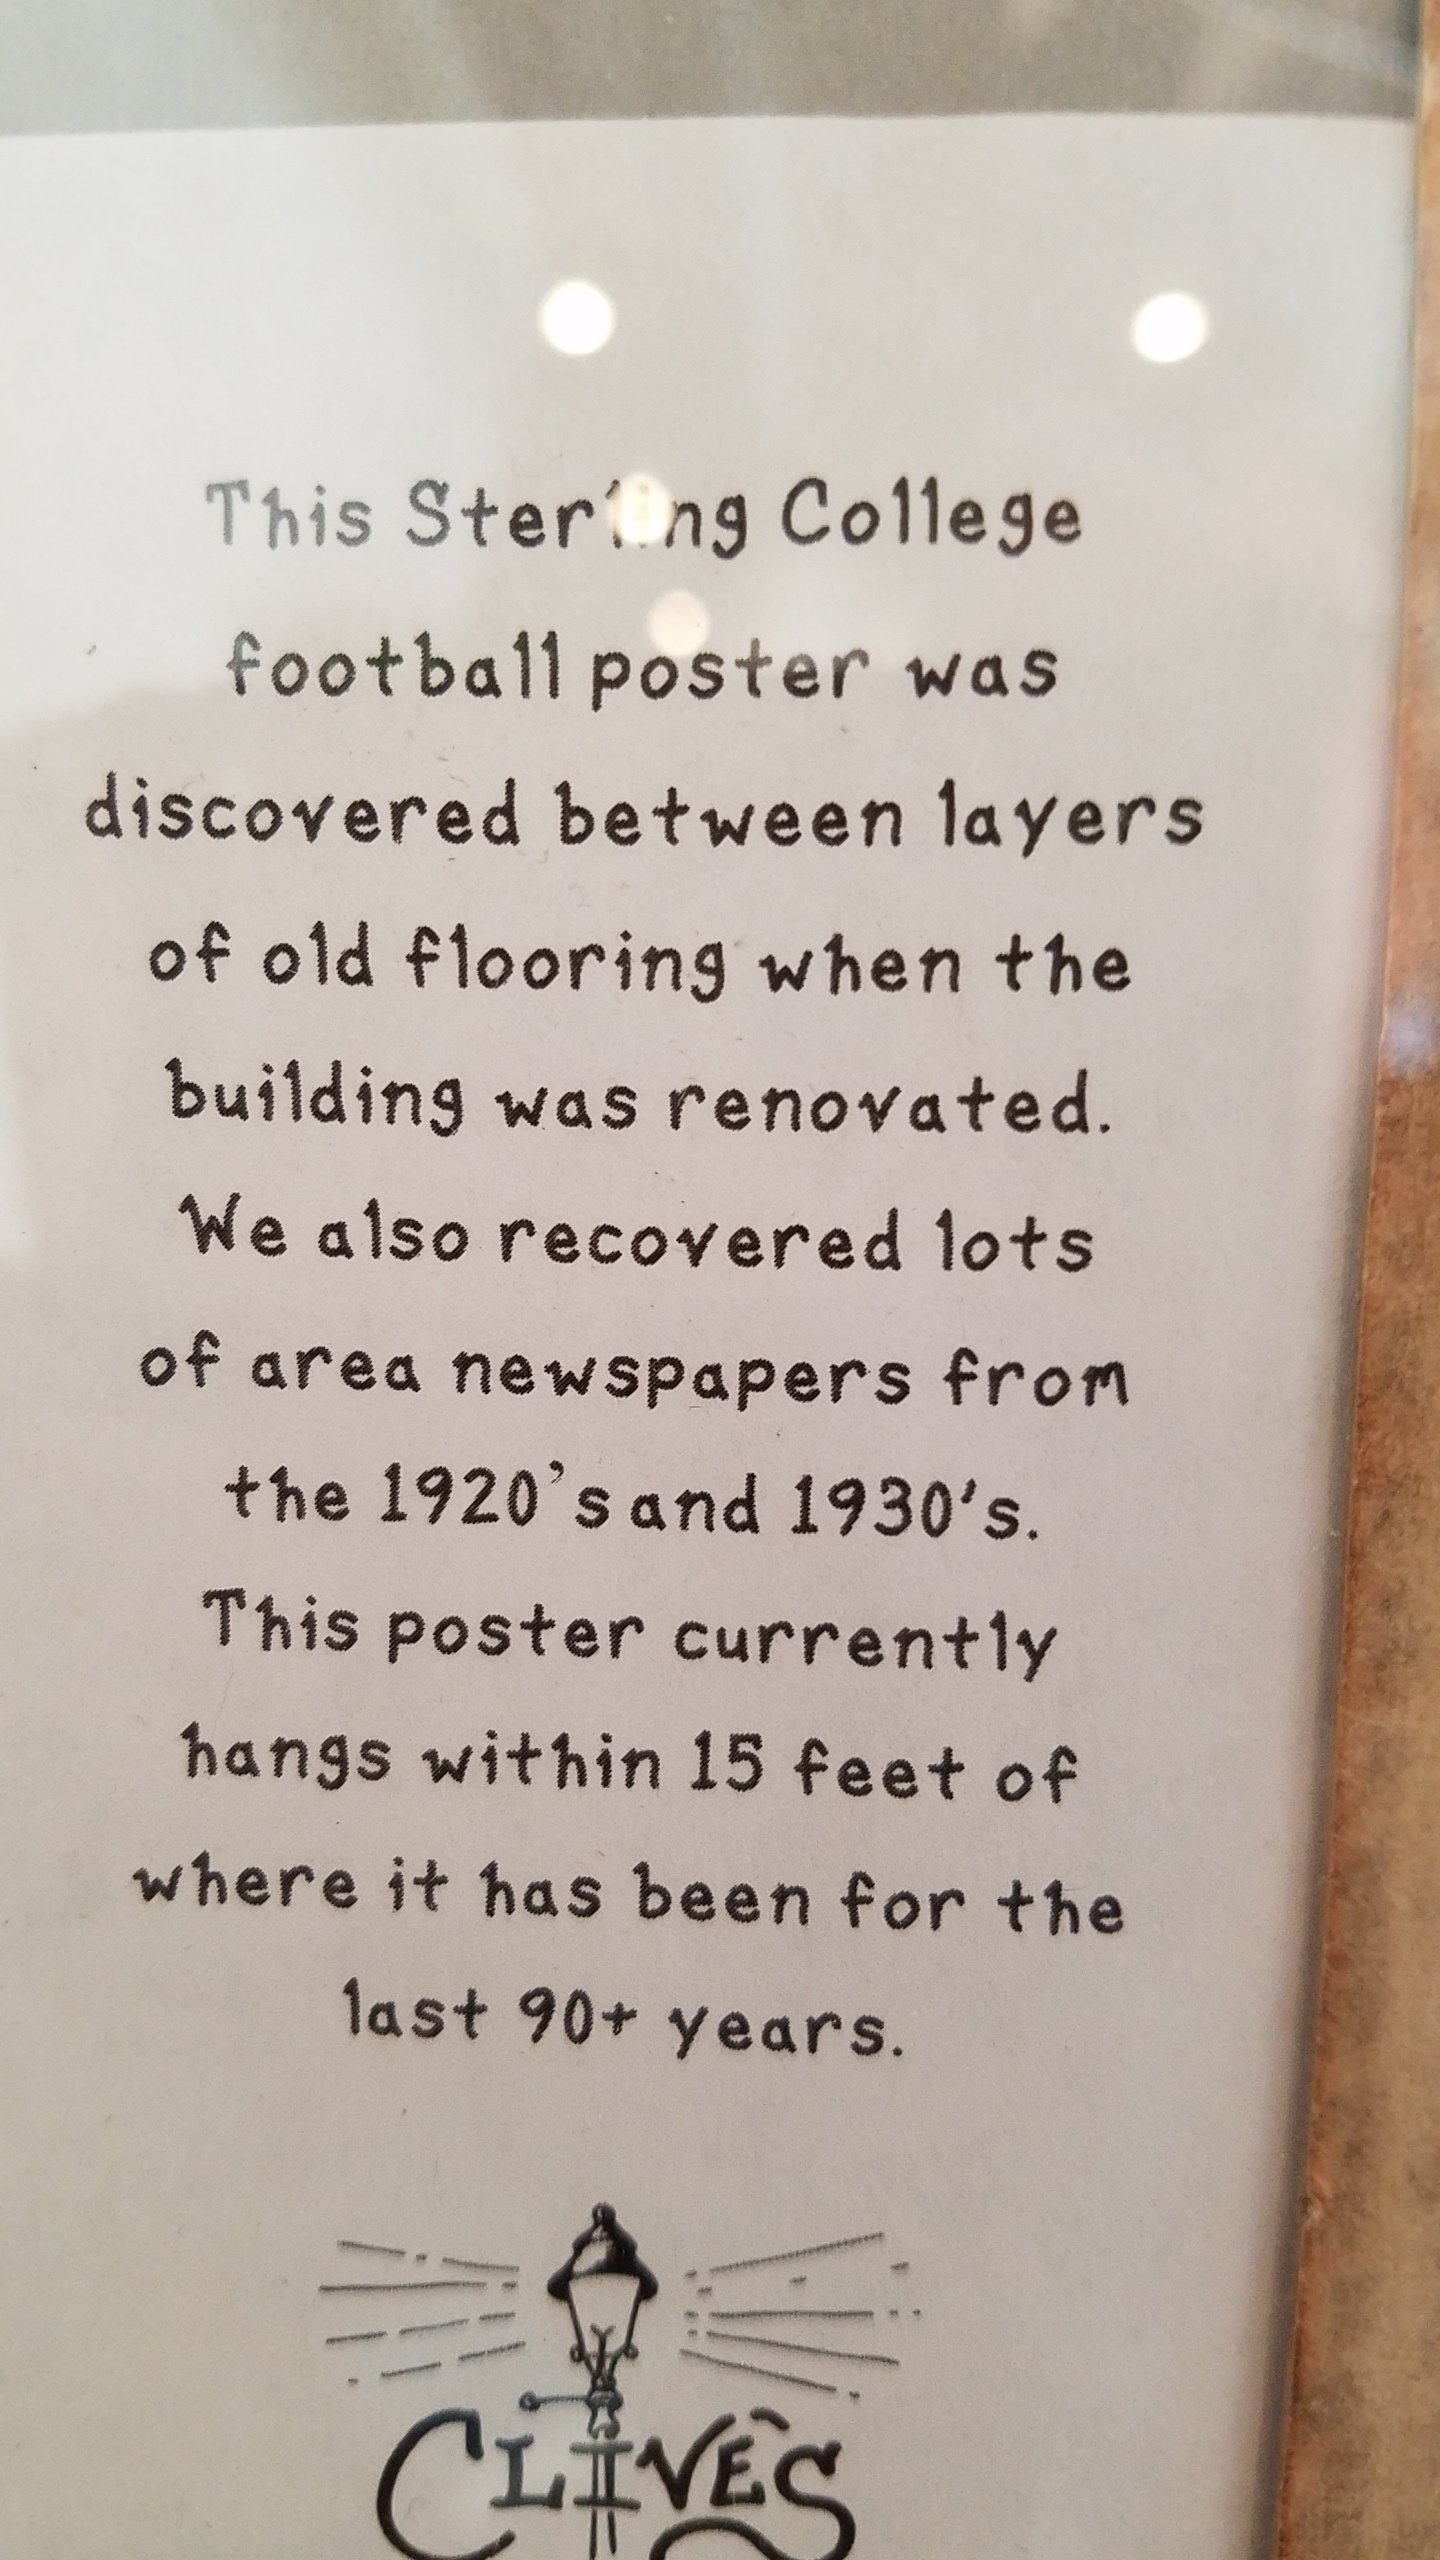 This Sterling College
football poster was
discovered between layers
of old flooring when the
building was renovated.
We also recovered lots
of area newspapers from
the 1920's and 1930's.
This poster currently
hangs within 15 feet of
where it has been for the
last 90+ years.
CLIVE'S